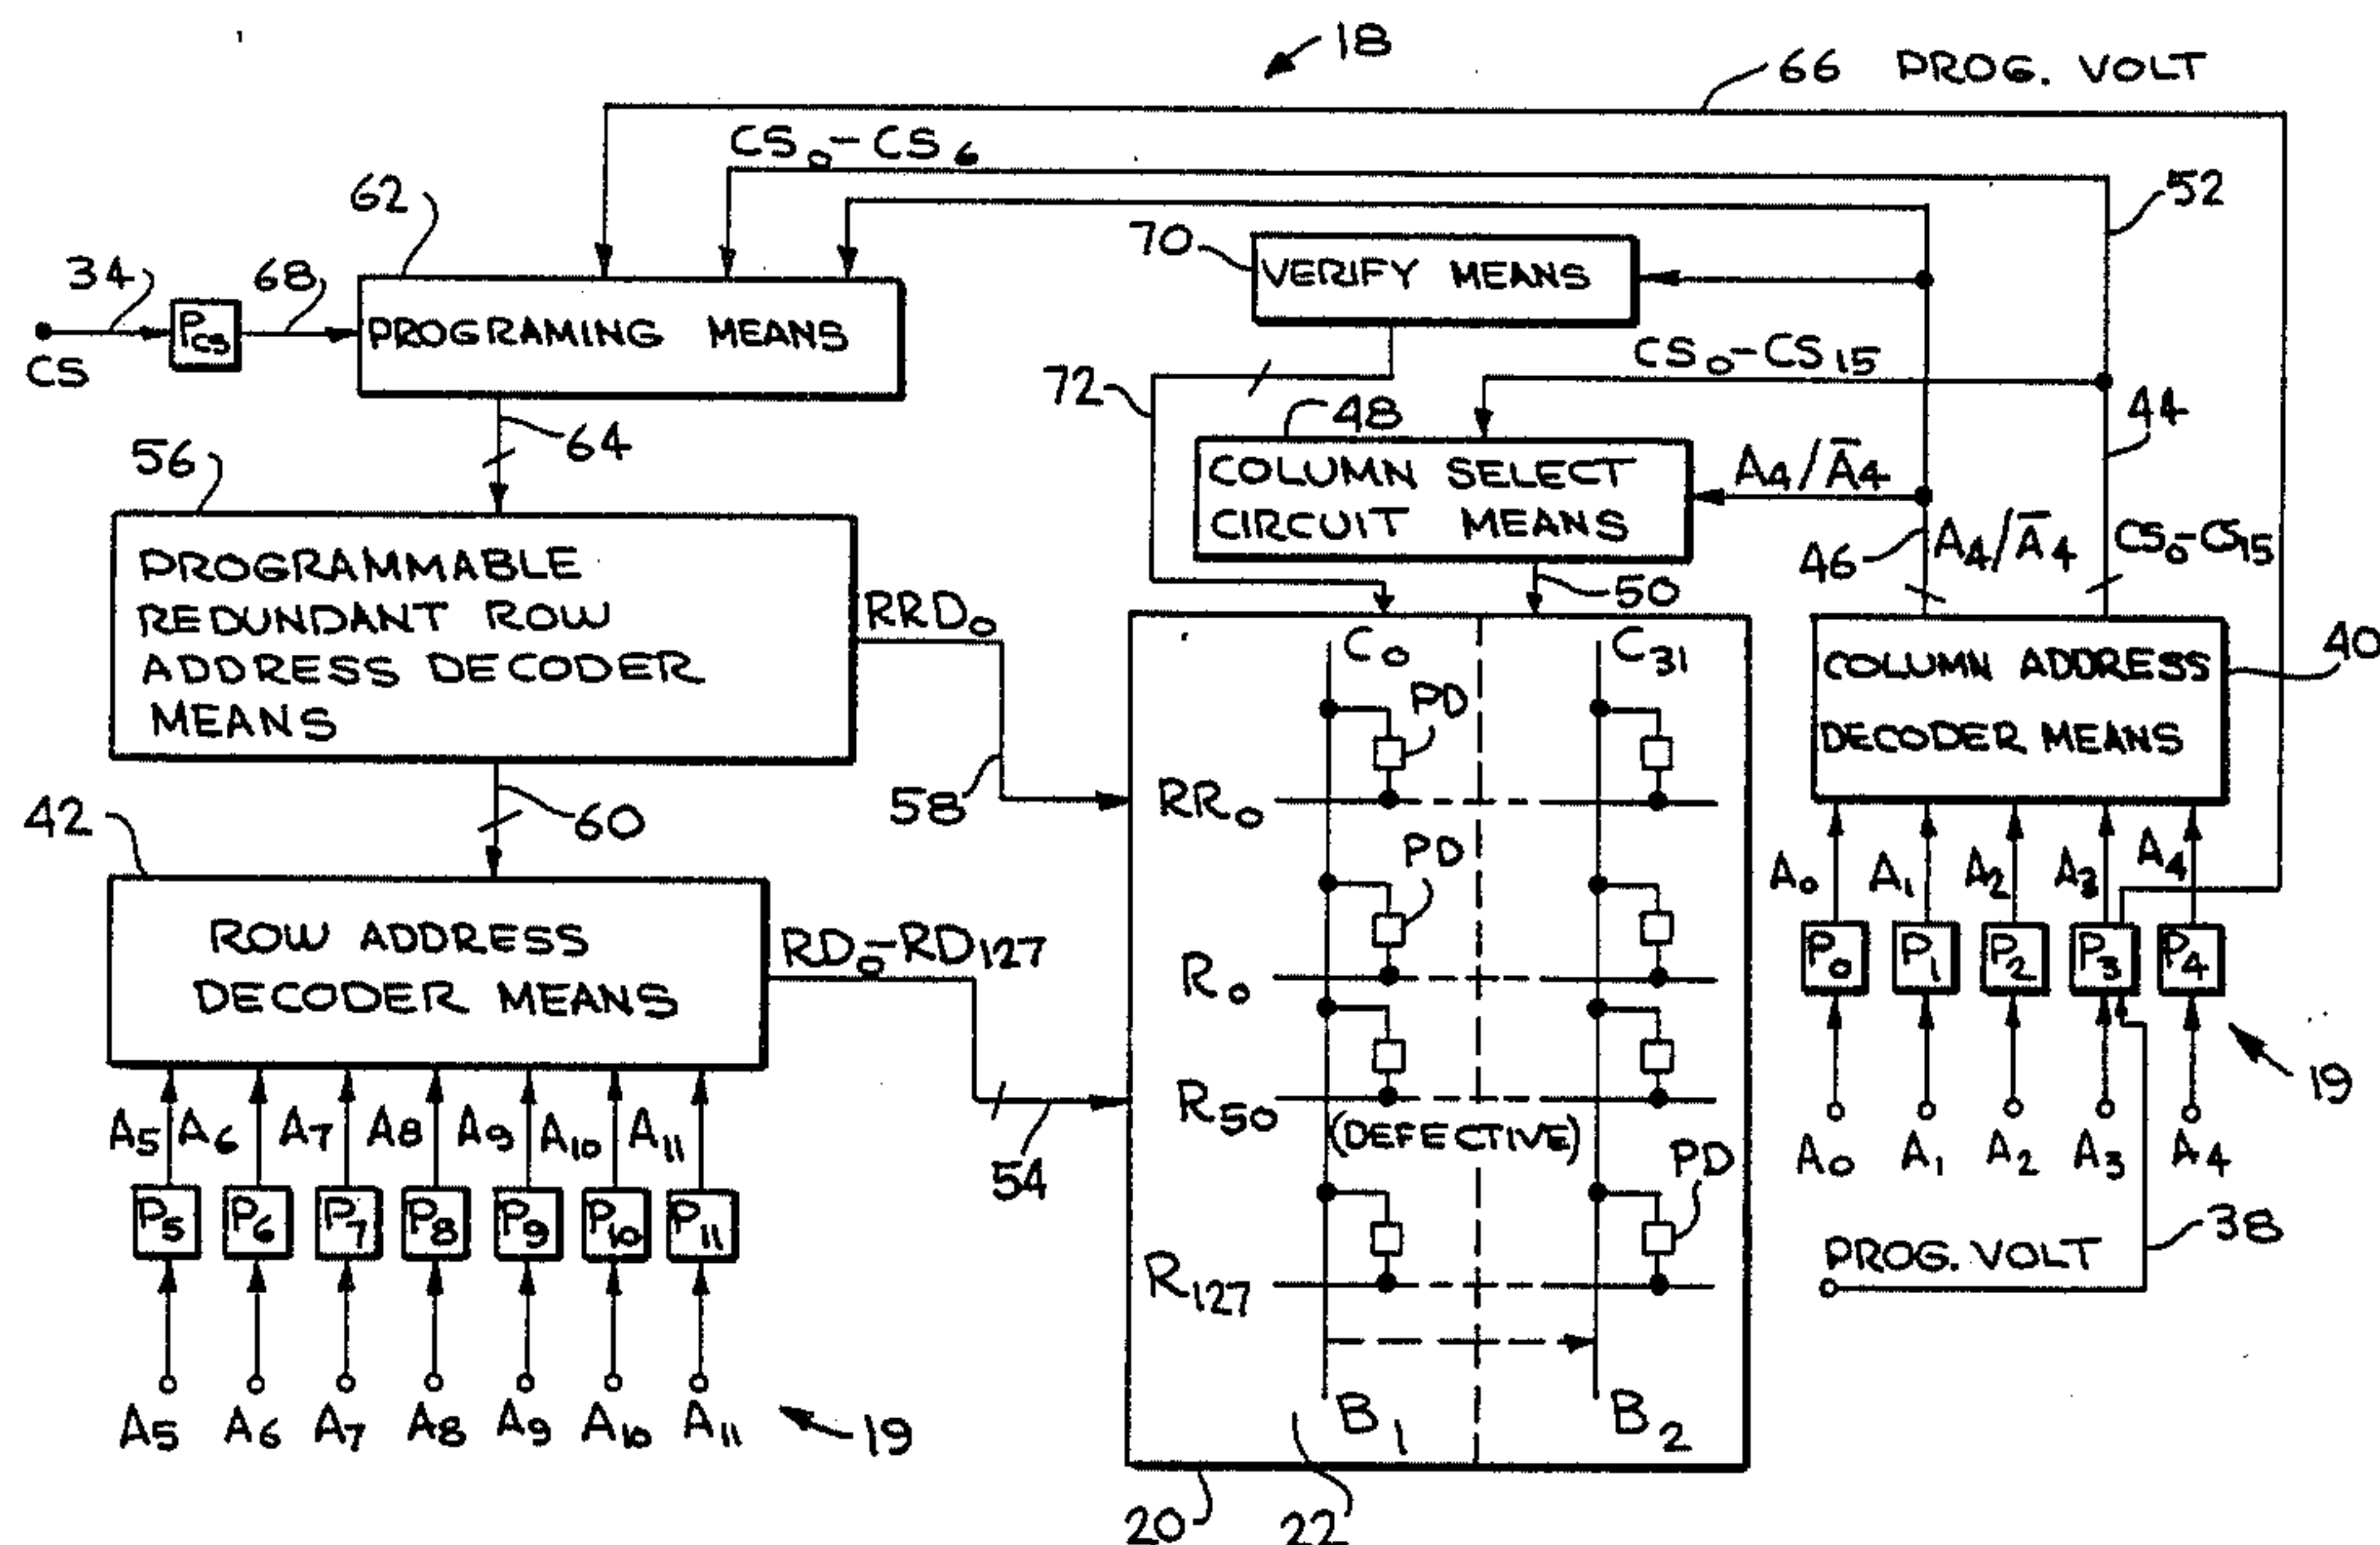 18
66 PROG. VOLT
CS₀-CS₆
62
52
70
34
68
VERIFY MEANS
P_CS
PROGRAMING MEANS
CS
CS₀-CS₁₅
72
48
44
64
56
COLUMN SELECT
CIRCUIT MEANS
A₄/A̅₄
PROGRAMMABLE
REDUNDANT ROW
ADDRESS DECODER
MEANS
46
A₄/A̅₄
CS₀-CS₁₅
50
RRD₀
C₀
C₃₁
COLUMN ADDRESS
DECODER MEANS
40
PD
58
RR₀
42
60
PD
A₀ A₁ A₂ A₃ A₄
ROW ADDRESS
DECODER MEANS
RD₀-RD₁₂₇
P₀ P₁ P₂ P₃ P₄
R₀
19
R₅₀
(DEFECTIVE)
54
A₅ A₆ A₇ A₈ A₉ A₁₀ A₁₁
A₀ A₁ A₂ A₃ A₄
PD
P₅ P₆ P₇ P₈ P₉ P₁₀ P₁₁
38
PROG. VOLT
R₁₂₇
A₅ A₆ A₇ A₈ A₉ A₁₀ A₁₁
19
B₁
B₂
20
22